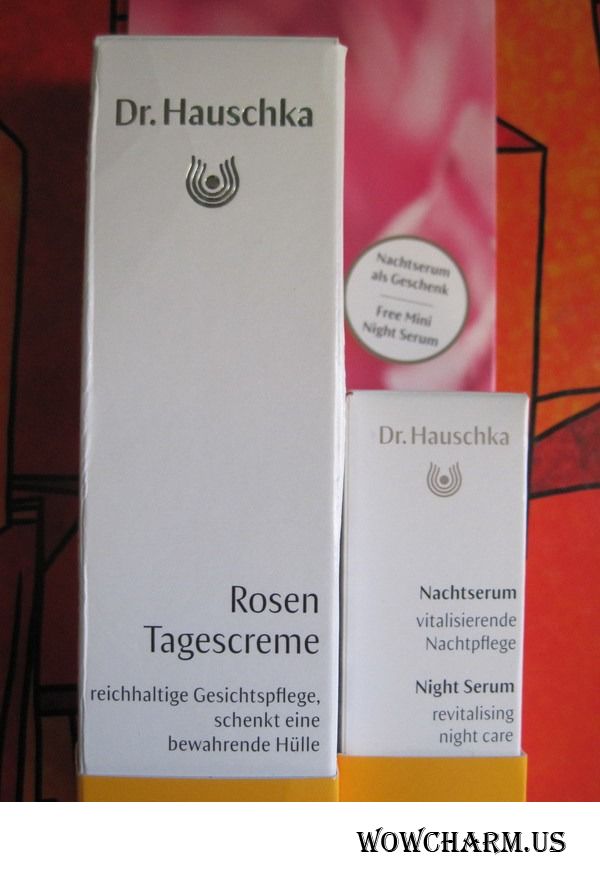 Dr. Hauschka
Rosen
Tagescreme
reichhaltige Gesichtspflege,
schenkt eine
bewahrende Hülle
Nachtserum
als Geschenk
Free Mini
Night Serum
Dr. Hauschka
Nachtserum
vitalisierende
Nachtpflege
Night Serum
revitalising
night care
WOWCHARM.US